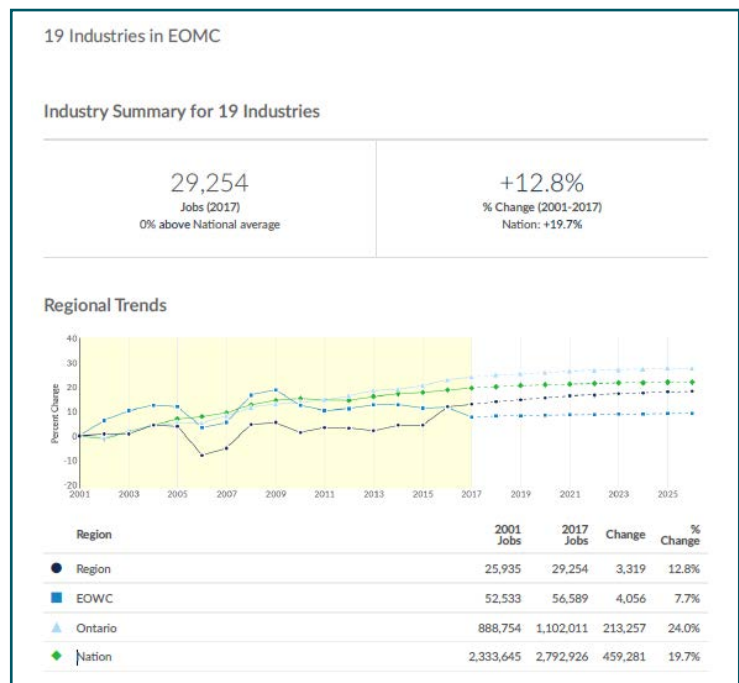 19 Industries in EOMC
Industry Summary for 19 Industries
29,254
Jobs (2017)
0% above National average
+12.8%
% Change (2001-2017)
Nation: +19.7%
Regional Trends
40
30
20
10
0
-10
-20
Percent Change
2001 2003 2005 2007 2009 2011 2013 2015 2017 2019 2021 2023 2025
Region 2001 Jobs 2017 Jobs Change % Change
Region 25,935 29,254 3,319 12.8%
EOWC 52,533 56,589 4,056 7.7%
Ontario 888,754 1,102,011 213,257 24.0%
Nation 2,333,645 2,792,926 459,281 19.7%